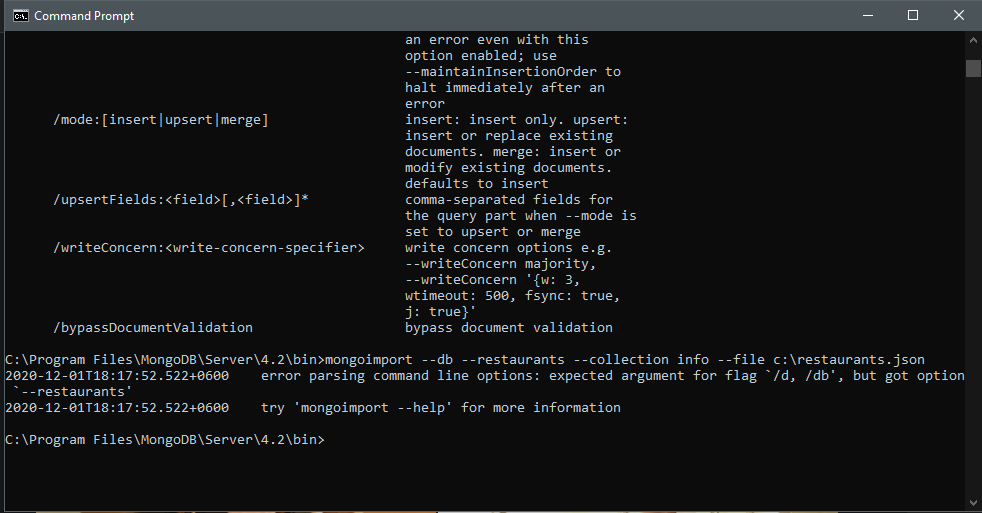 Command Prompt
an error even with this
option enabled; use
--maintainInsertionOrder to
halt immediately after an
error
/mode:[insert|upsert|merge] insert: insert only. upsert:
insert or replace existing
documents. merge: insert or
modify existing documents.
defaults to insert
/upsertFields:<field>[,<field>]* comma-separated fields for
the query part when --mode is
set to upsert or merge
/writeConcern:<write-concern-specifier> write concern options e.g.
--writeConcern majority,
--writeConcern '{w: 3,
wtimeout: 500, fsync: true,
j: true}'
/bypassDocumentValidation bypass document validation
C:\Program Files\MongoDB\Server\4.2\bin>mongoimport --db --restaurants --collection info --file c:\restaurants.json
2020-12-01T18:17:52.522+0600 error parsing command line options: expected argument for flag `/d, /db', but got option
`--restaurants'
2020-12-01T18:17:52.522+0600 try 'mongoimport --help' for more information
C:\Program Files\MongoDB\Server\4.2\bin>